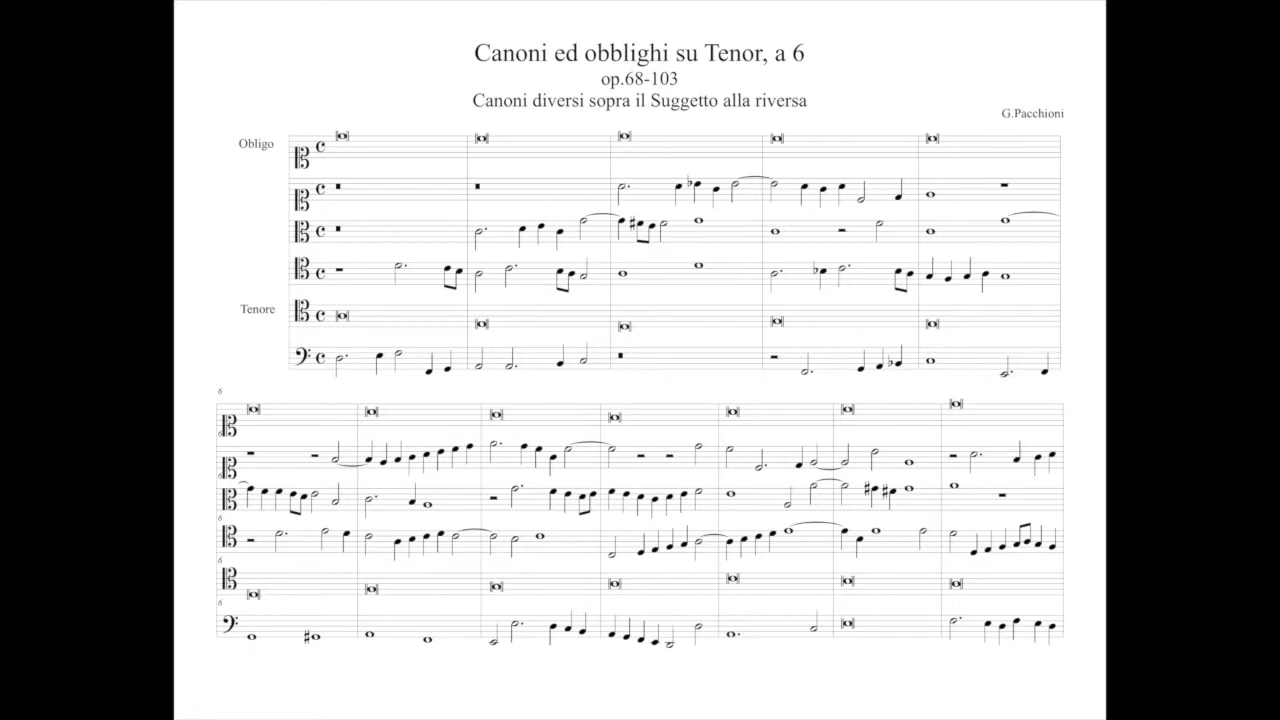 Canoni ed obblighi su Tenor, a 6
op.68-103
Canoni diversi sopra il Suggetto alla riversa
G.Pacchioni
Obligo
Tenore
6
6
6
6
6
6